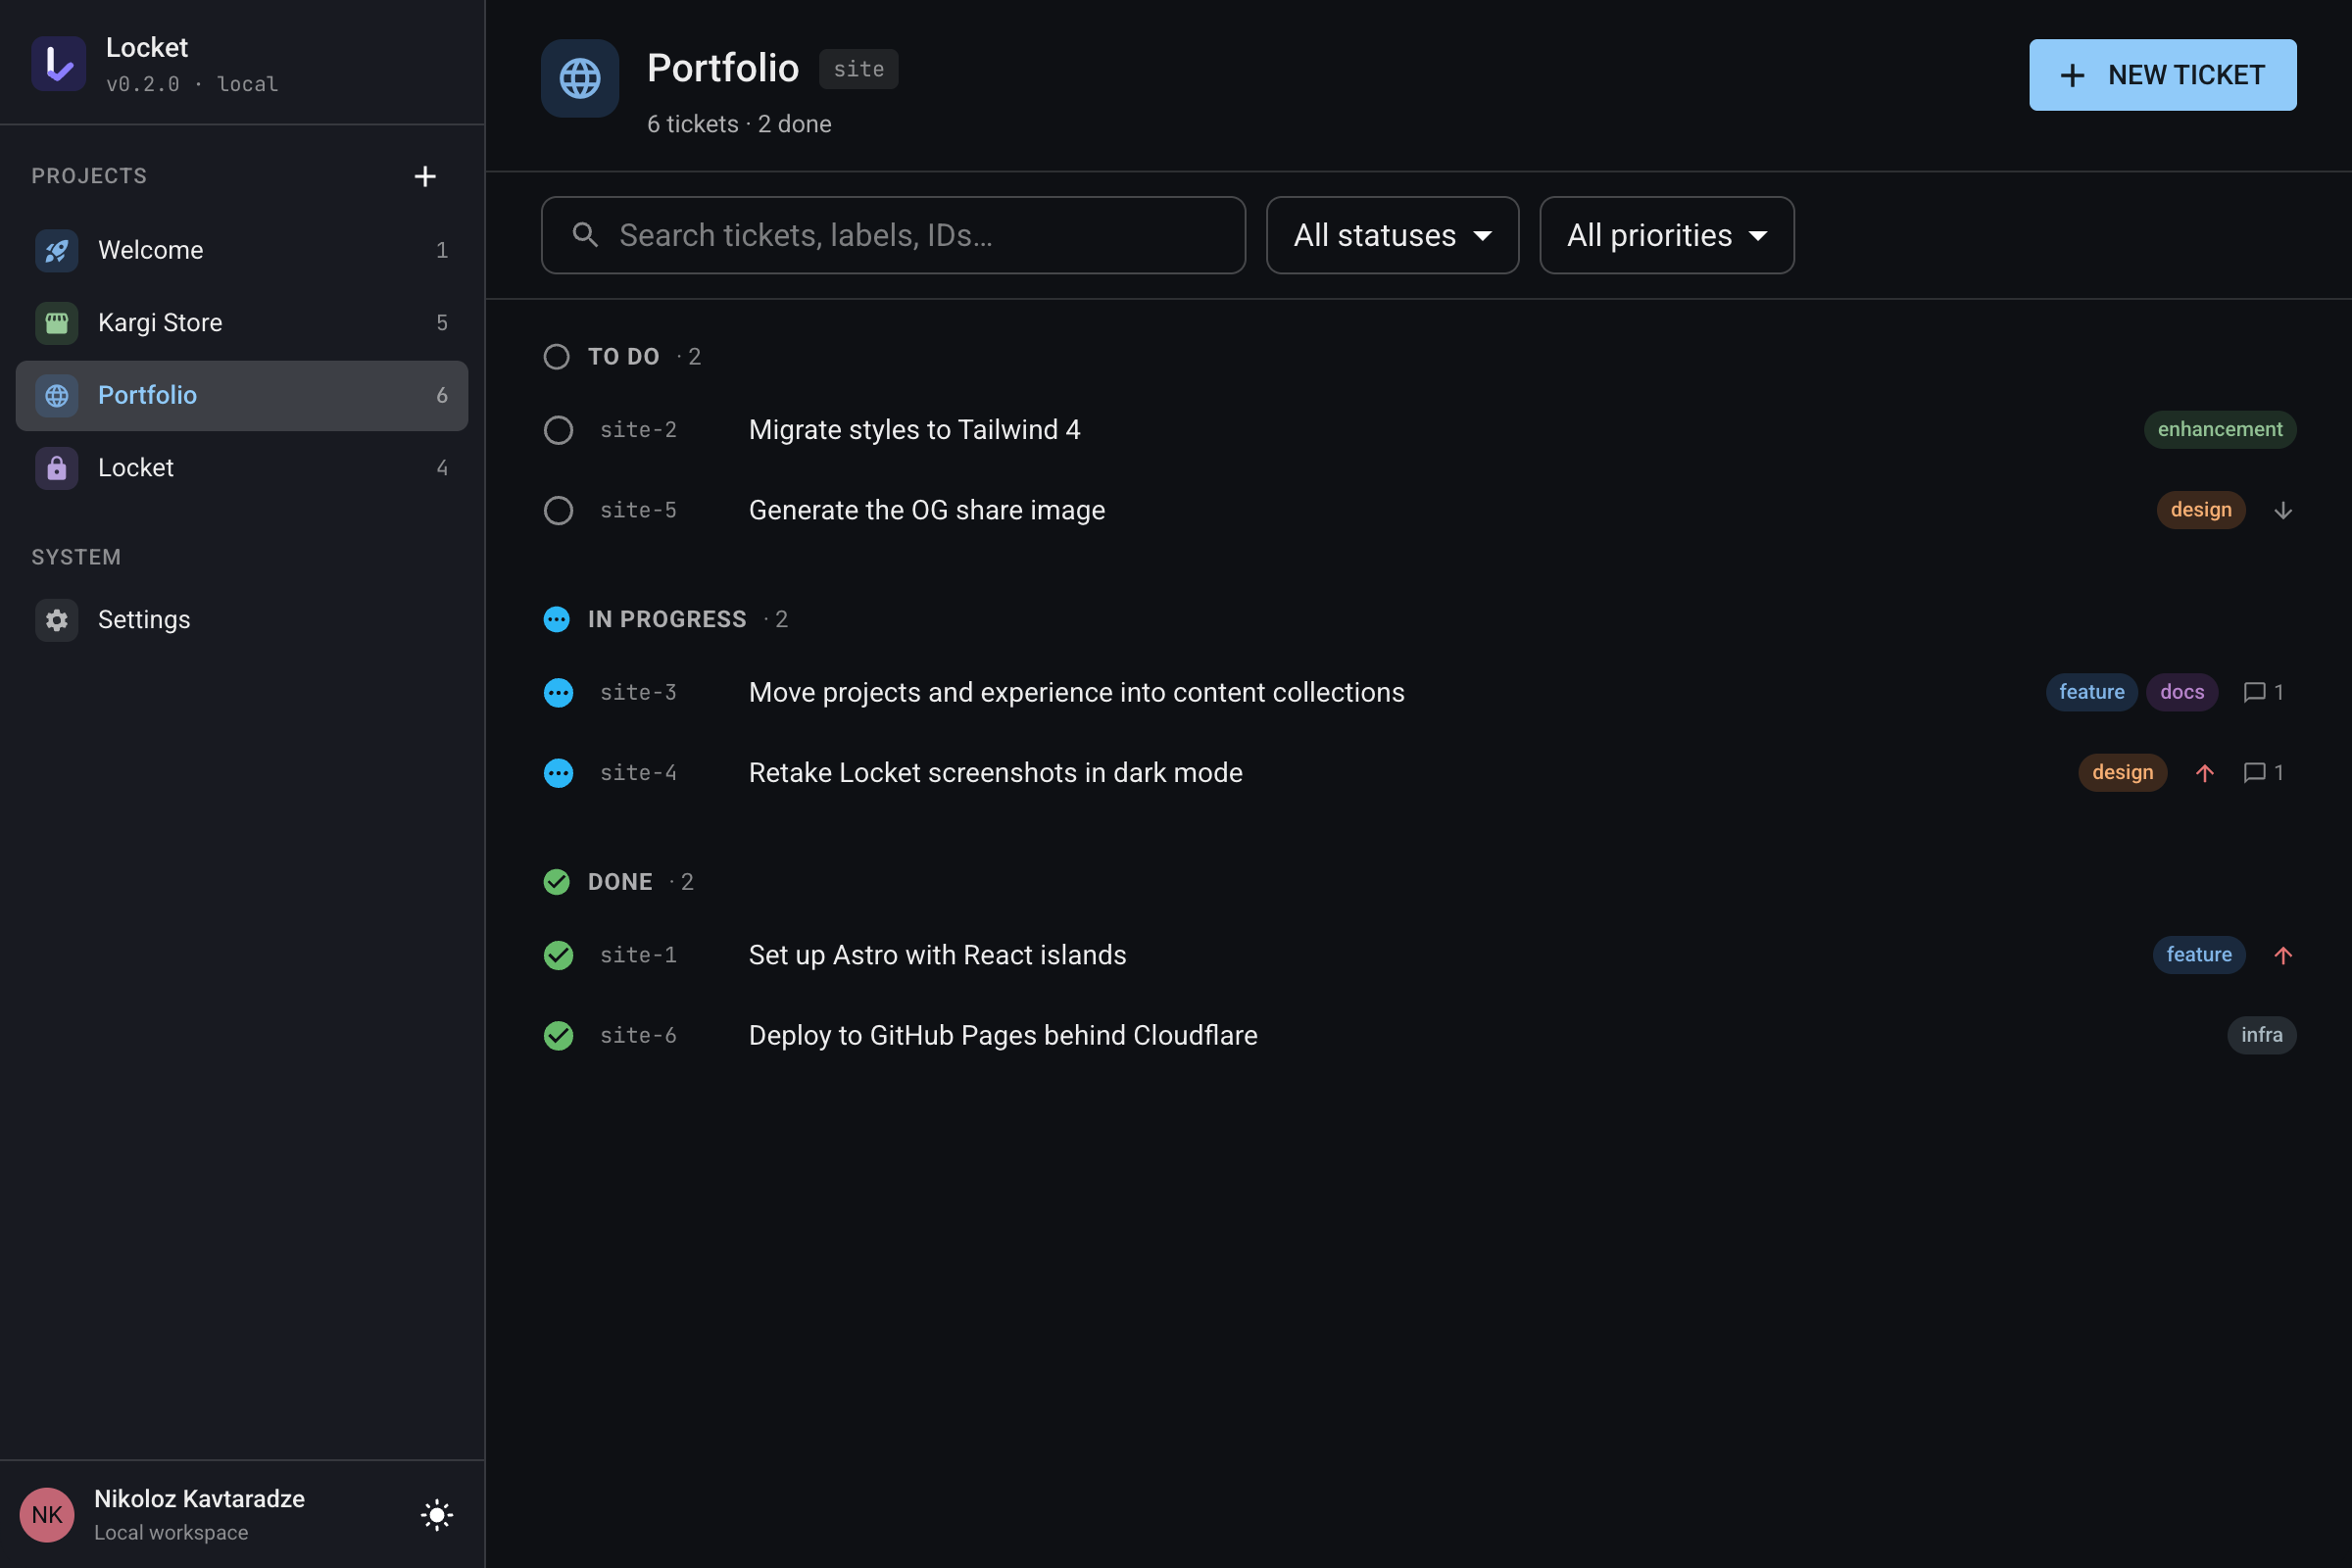 Locket
v0.2.0 · local
PROJECTS
Welcome 1
Kargi Store 5
Portfolio 6
Locket 4
SYSTEM
Settings
NK
Nikoloz Kavtaradze
Local workspace
Portfolio site
6 tickets · 2 done
NEW TICKET
Search tickets, labels, IDs…
All statuses
All priorities
TO DO · 2
site-2 Migrate styles to Tailwind 4 enhancement
site-5 Generate the OG share image design
IN PROGRESS · 2
site-3 Move projects and experience into content collections feature docs 1
site-4 Retake Locket screenshots in dark mode design 1
DONE · 2
site-1 Set up Astro with React islands feature
site-6 Deploy to GitHub Pages behind Cloudflare infra